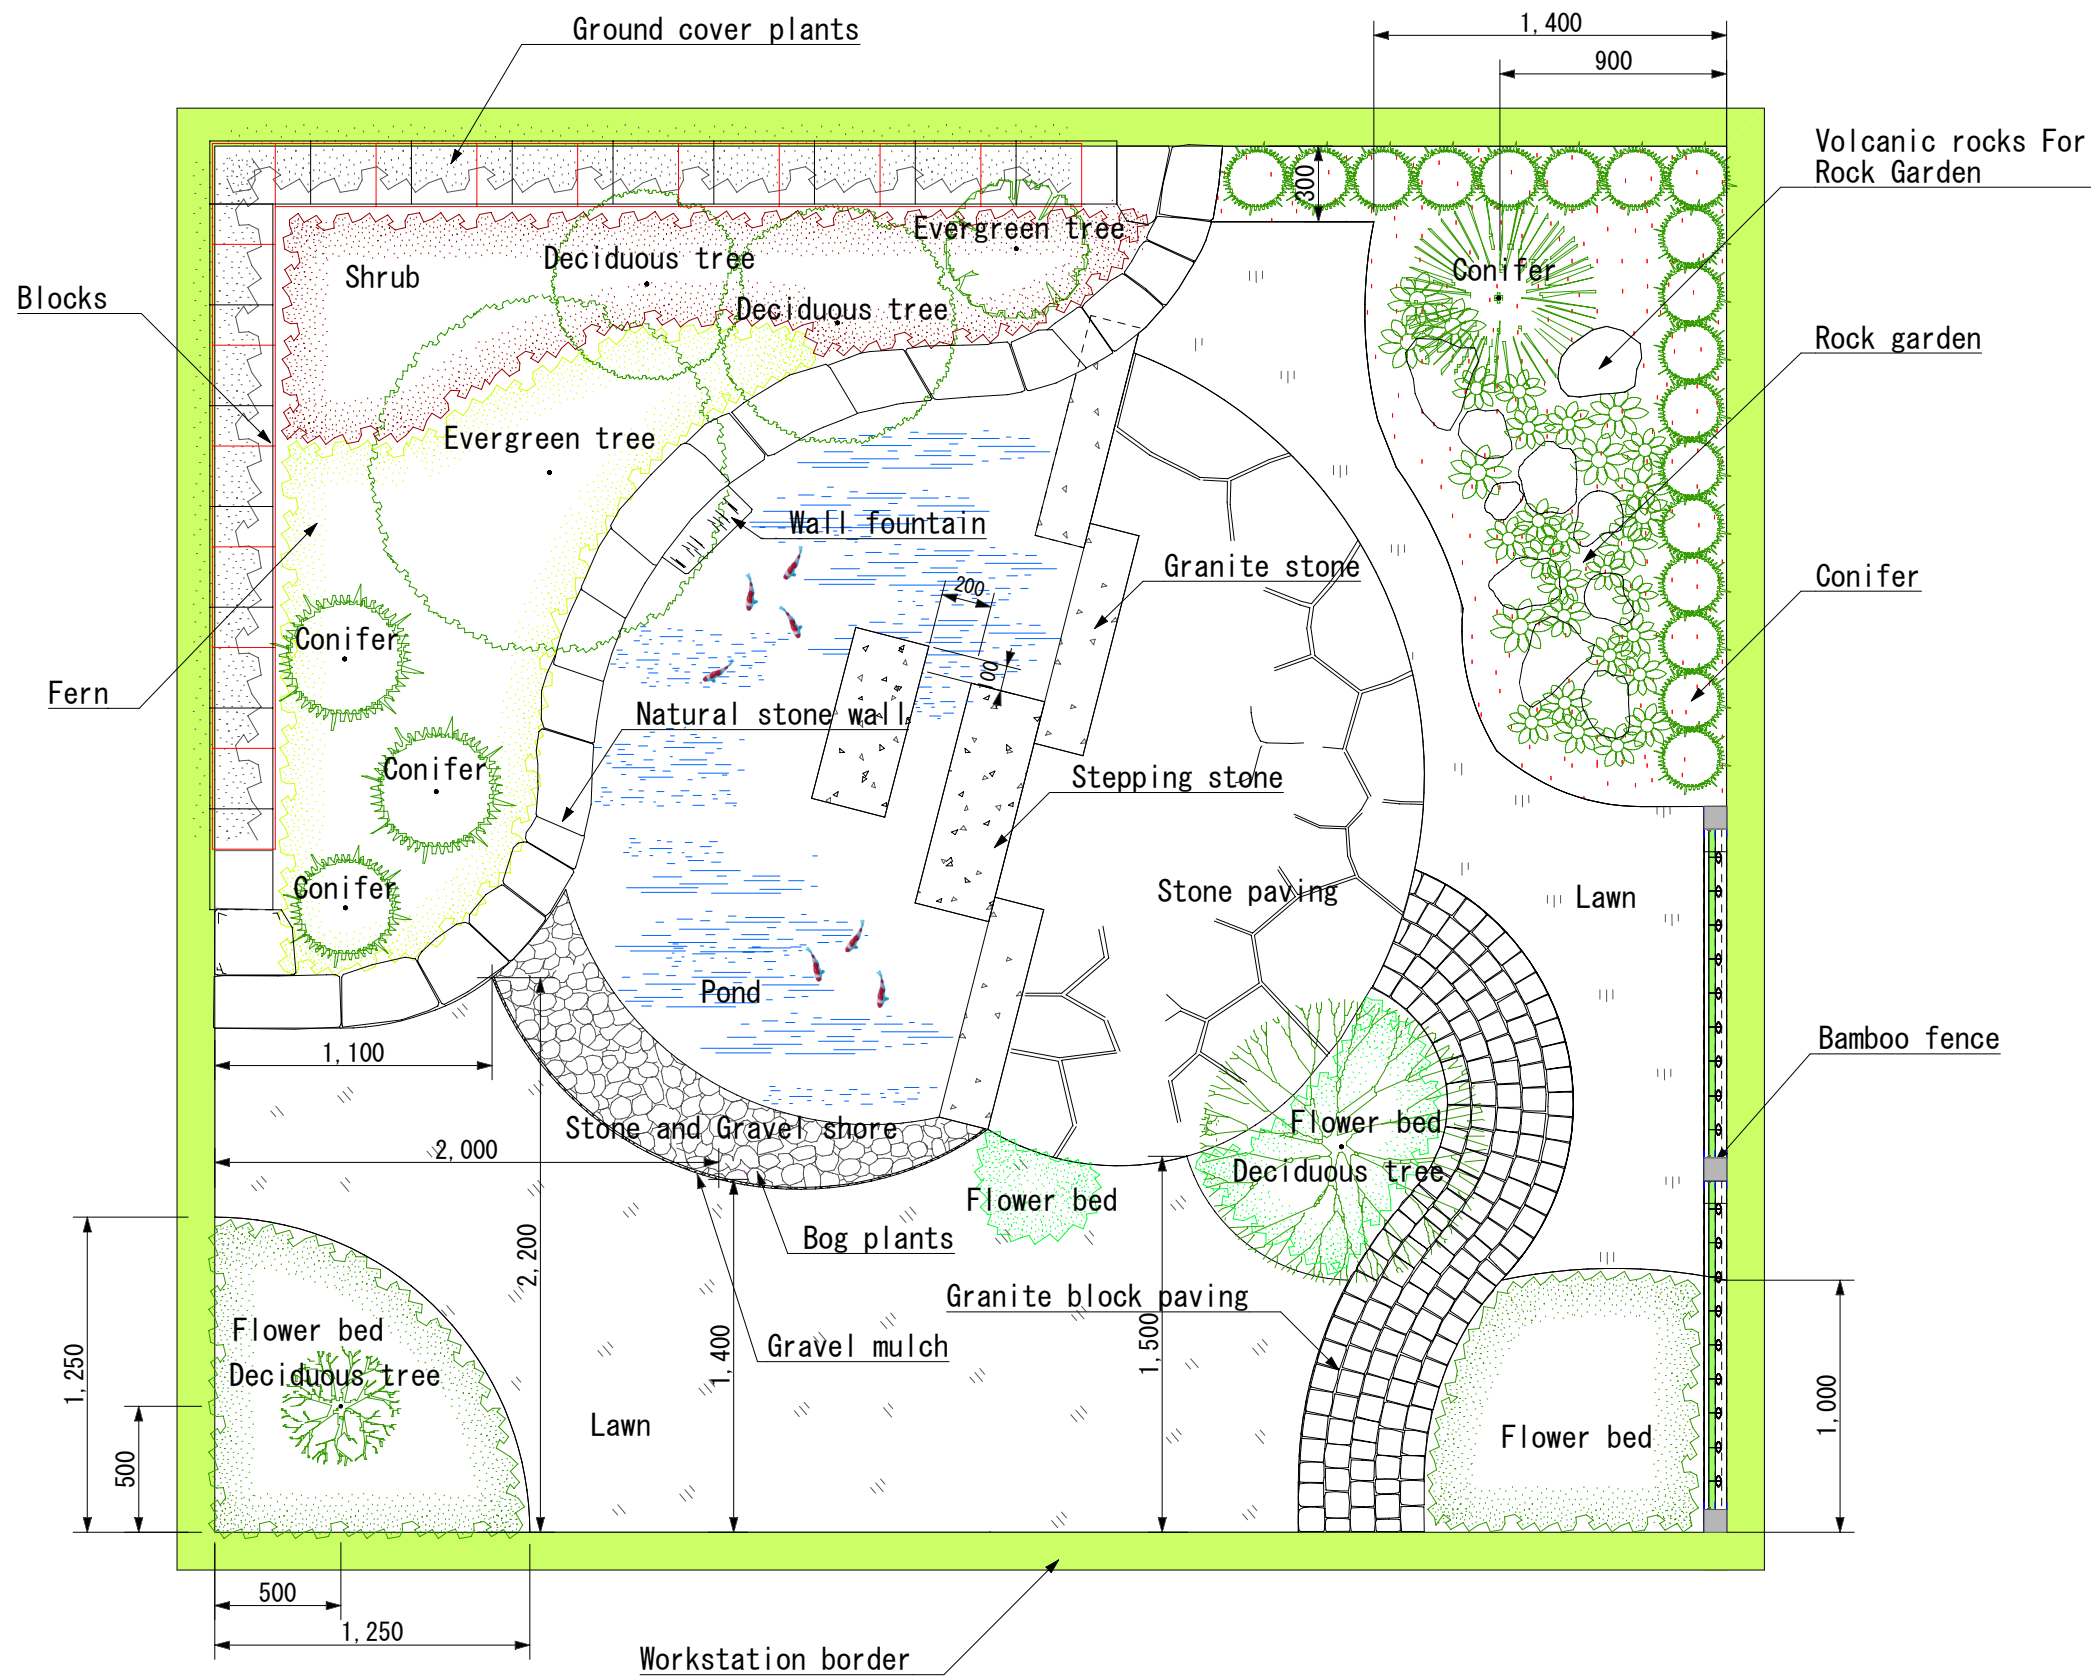 Ground cover plants
1,400
900
Volcanic rocks For
Rock Garden
300
Evergreen tree
Deciduous tree
Shrub
Conifer
Blocks
Deciduous tree
Rock garden
Evergreen tree
Wall fountain
Granite stone
Conifer
200
Conifer
100
Fern
Natural stone wall
Conifer
Stepping stone
Conifer
Stone paving
Lawn
Pond
1,100
Bamboo fence
Stone and Gravel shore
Flower bed
2,000
Deciduous tree
Flower bed
Bog plants
2,200
Granite block paving
Flower bed
Gravel mulch
1,400
1,500
1,250
Deciduous tree
Lawn
Flower bed
1,000
500
500
1,250
Workstation border